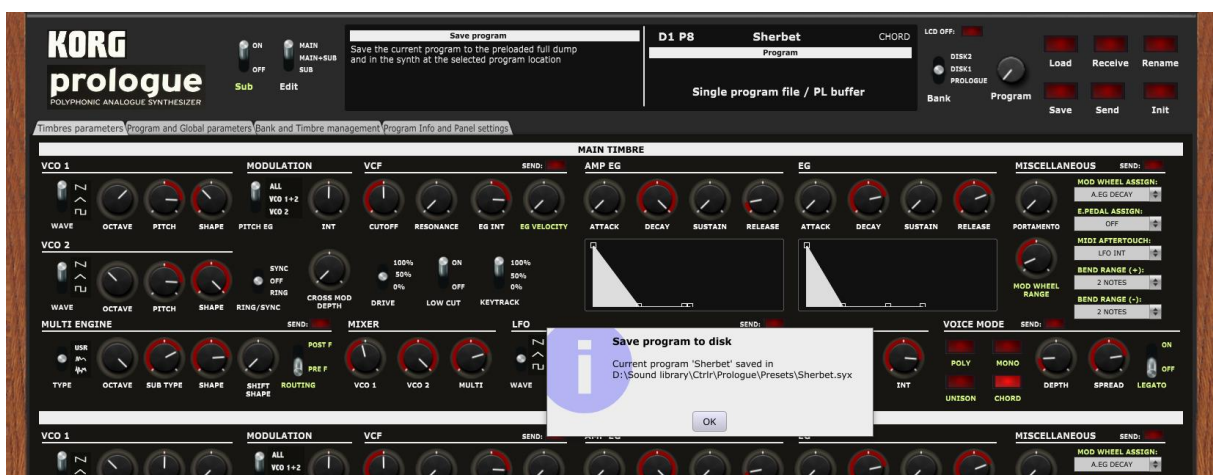 KORG
prologue
POLYPHONIC ANALOGUE SYNTHESIZER
ON
OFF
Sub
MAIN
MAIN+SUB
SUB
Edit
Save program
Save the current program to the preloaded full dump
and in the synth at the selected program location
D1 P8 Sherbet CHORD
Program
Single program file / PL buffer
LCD OFF:
DISK2
DISK1
PROLOGUE
Bank
Program
Load Receive Rename
Save Send Init
Timbres parameters Program and Global parameters Bank and Timbre management Program Info and Panel settings
MAIN TIMBRE
VCO 1
WAVE OCTAVE PITCH SHAPE
MODULATION
ALL
VCO 1+2
VCO 2
PITCH EG INT
VCF SEND:
CUTOFF RESONANCE EG INT EG VELOCITY
AMP EG
ATTACK DECAY SUSTAIN RELEASE
EG
ATTACK DECAY SUSTAIN RELEASE
MISCELLANEOUS SEND:
PORTAMENTO
MOD WHEEL ASSIGN:
A.EG DECAY
E.PEDAL ASSIGN:
OFF
MIDI AFTERTOUCH:
LFO INT
BEND RANGE (+):
2 NOTES
BEND RANGE (-):
2 NOTES
MOD WHEEL
RANGE
VCO 2
WAVE OCTAVE PITCH SHAPE
SYNC
OFF
RING
RING/SYNC
CROSS MOD
DEPTH
100%
50%
0%
DRIVE
ON
OFF
LOW CUT
100%
50%
0%
KEYTRACK
MULTI ENGINE SEND:
USR
TYPE OCTAVE SUB TYPE SHAPE
SHIFT
SHAPE
POST F
PRE F
ROUTING
MIXER
VCO 1 VCO 2 MULTI
LFO SEND:
WAVE
INT
Save program to disk
Current program 'Sherbet' saved in
D:\Sound library\Ctrlr\Prologue\Presets\Sherbet.syx
OK
VOICE MODE SEND:
POLY MONO
UNISON CHORD
DEPTH SPREAD
ON
OFF
LEGATO
VCO 1
MODULATION
ALL
VCO 1+2
VCF SEND:
AMP EG
EG
MISCELLANEOUS SEND:
MOD WHEEL ASSIGN:
A.EG DECAY